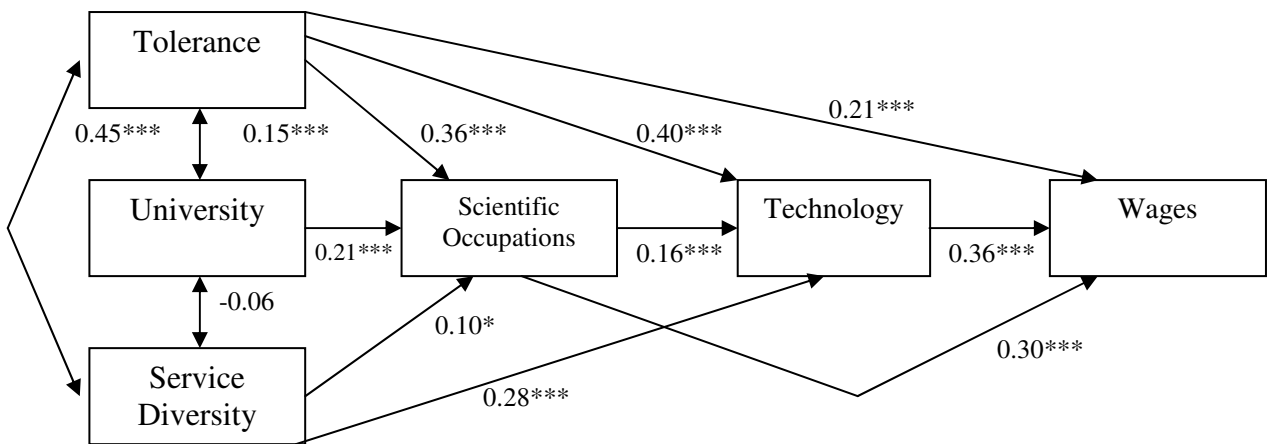 Tolerance
0.21***
0.45***
0.15***
0.36***
0.40***
University
Scientific
Occupations
Technology
Wages
0.21***
0.16***
0.36***
-0.06
0.10*
0.30***
Service
Diversity
0.28***